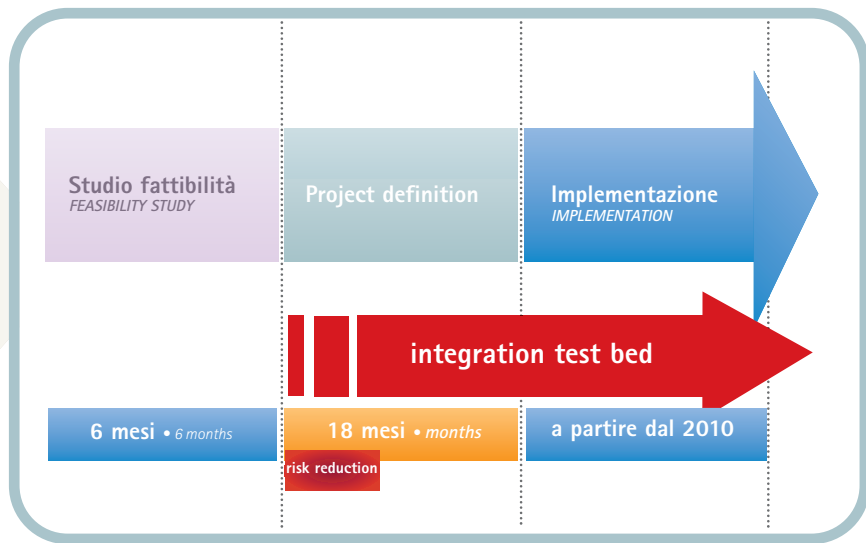 Studio fattibilità
FEASIBILITY STUDY
Project definition
Implementazione
IMPLEMENTATION
integration test bed
6 mesi • 6 months
18 mesi • months
a partire dal 2010
risk reduction